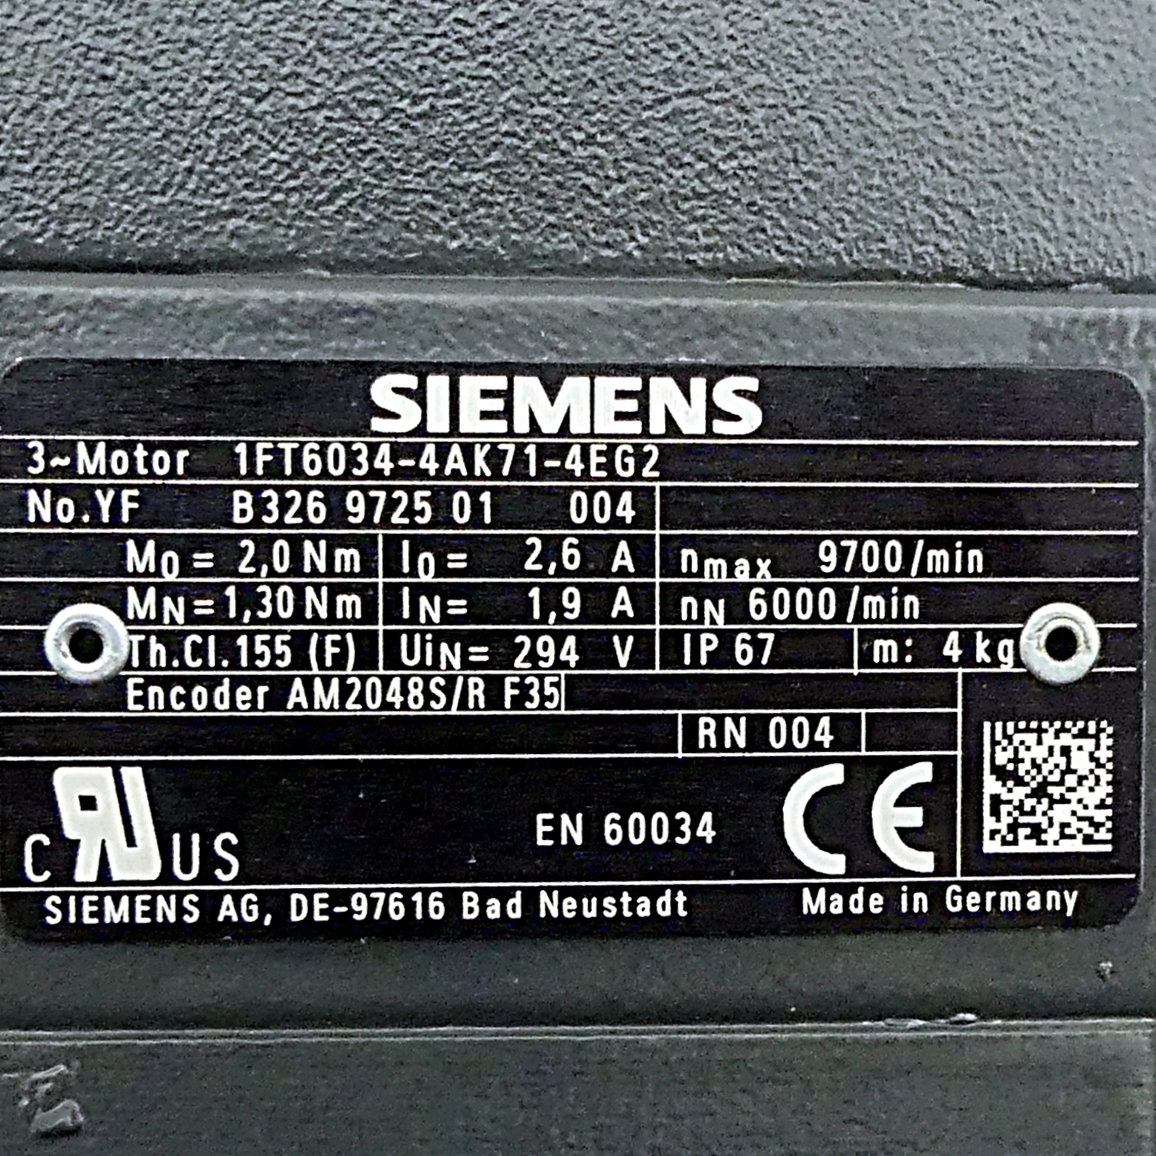 SIEMENS
3~Motor 1FT6034-4AK71-4EG2
No.YF B326 9725 01 004
M0 = 2,0 Nm I0 = 2,6 A nmax 9700/min
MN = 1,30 Nm IN = 1,9 A nN 6000/min
Th.Cl.155 (F) UiN = 294 V IP 67 m: 4 kg
Encoder AM2048S/R F35
RN 004
C RU US EN 60034 CE
SIEMENS AG, DE-97616 Bad Neustadt Made in Germany